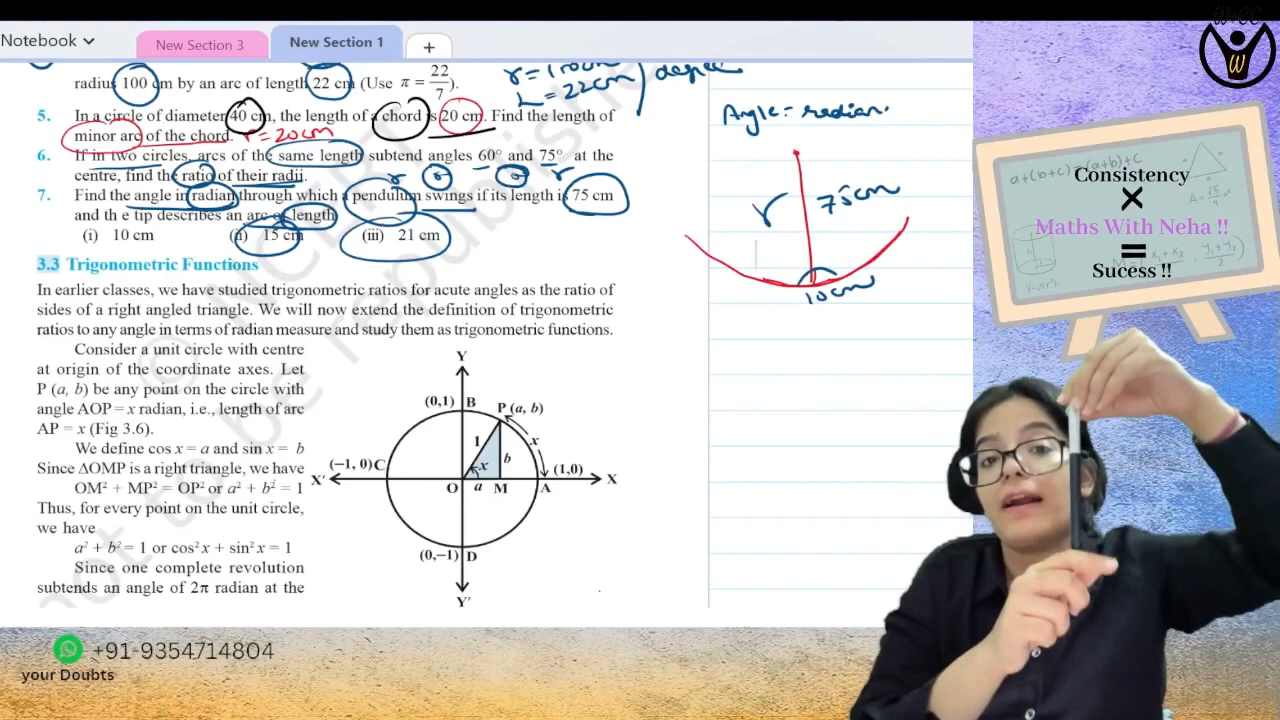 Notebook
New Section 3
New Section 1
+
radius 100 cm by an arc of length 22 cm (Use π = 22/7).
r = 100cm
L = 22cm
degree
5. In a circle of diameter 40 cm, the length of a chord is 20 cm. Find the length of
minor arc of the chord.
r = 20cm
6. If in two circles, arcs of the same length subtend angles 60° and 75° at the
centre, find the ratio of their radii.
7. Find the angle in radian through which a pendulum swings if its length is 75 cm
and th e tip describes an arc of length
(i) 10 cm (ii) 15 cm (iii) 21 cm
3.3 Trigonometric Functions
In earlier classes, we have studied trigonometric ratios for acute angles as the ratio of
sides of a right angled triangle. We will now extend the definition of trigonometric
ratios to any angle in terms of radian measure and study them as trigonometric functions.
Consider a unit circle with centre
at origin of the coordinate axes. Let
P (a, b) be any point on the circle with
angle AOP = x radian, i.e., length of arc
AP = x (Fig 3.6).
We define cos x = a and sin x = b
Since ΔOMP is a right triangle, we have
OM² + MP² = OP² or a² + b² = 1
Thus, for every point on the unit circle,
we have
a² + b² = 1 or cos² x + sin² x = 1
Since one complete revolution
subtends an angle of 2π radian at the
Y
(0,1) B
P (a, b)
1
x
b
x
(−1, 0) C
(1,0)
X′
O
a
M
A
X
(0,−1) D
Y′
Angle = radian.
r
75cm
10cm
W
a+(b+c) = (a+b)+C
Consistency
×
Maths With Neha !!
=
Sucess !!
V=πr²h
+91-9354714804
your Doubts